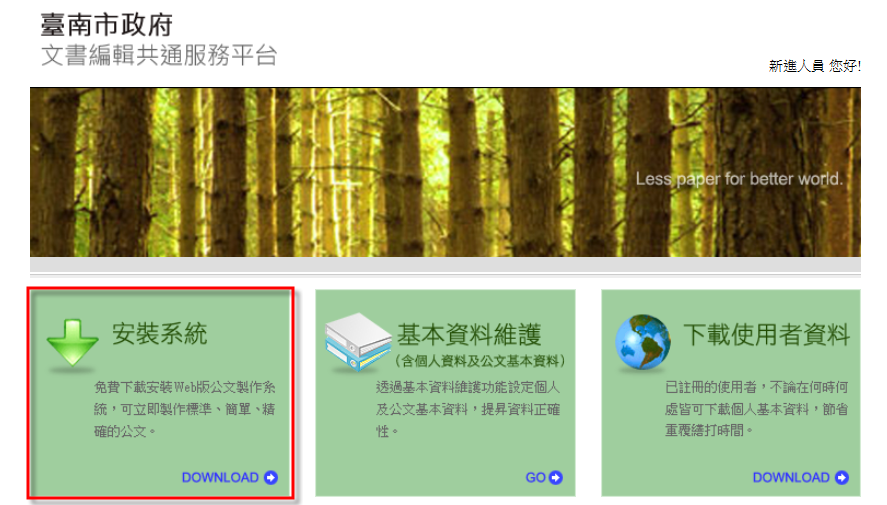 臺南市政府
文書編輯共通服務平台
新進人員 您好!
Less paper for better world.
安裝系統
免費下載安裝Web版公文製作系
統，可立即製作標準、簡單、精
確的公文。
DOWNLOAD
基本資料維護
(含個人資料及公文基本資料)
透過基本資料維護功能設定個人
及公文基本資料，提昇資料正確
性。
GO
下載使用者資料
已註冊的使用者，不論在何時何
處皆可下載個人基本資料，節省
重覆繕打時間。
DOWNLOAD